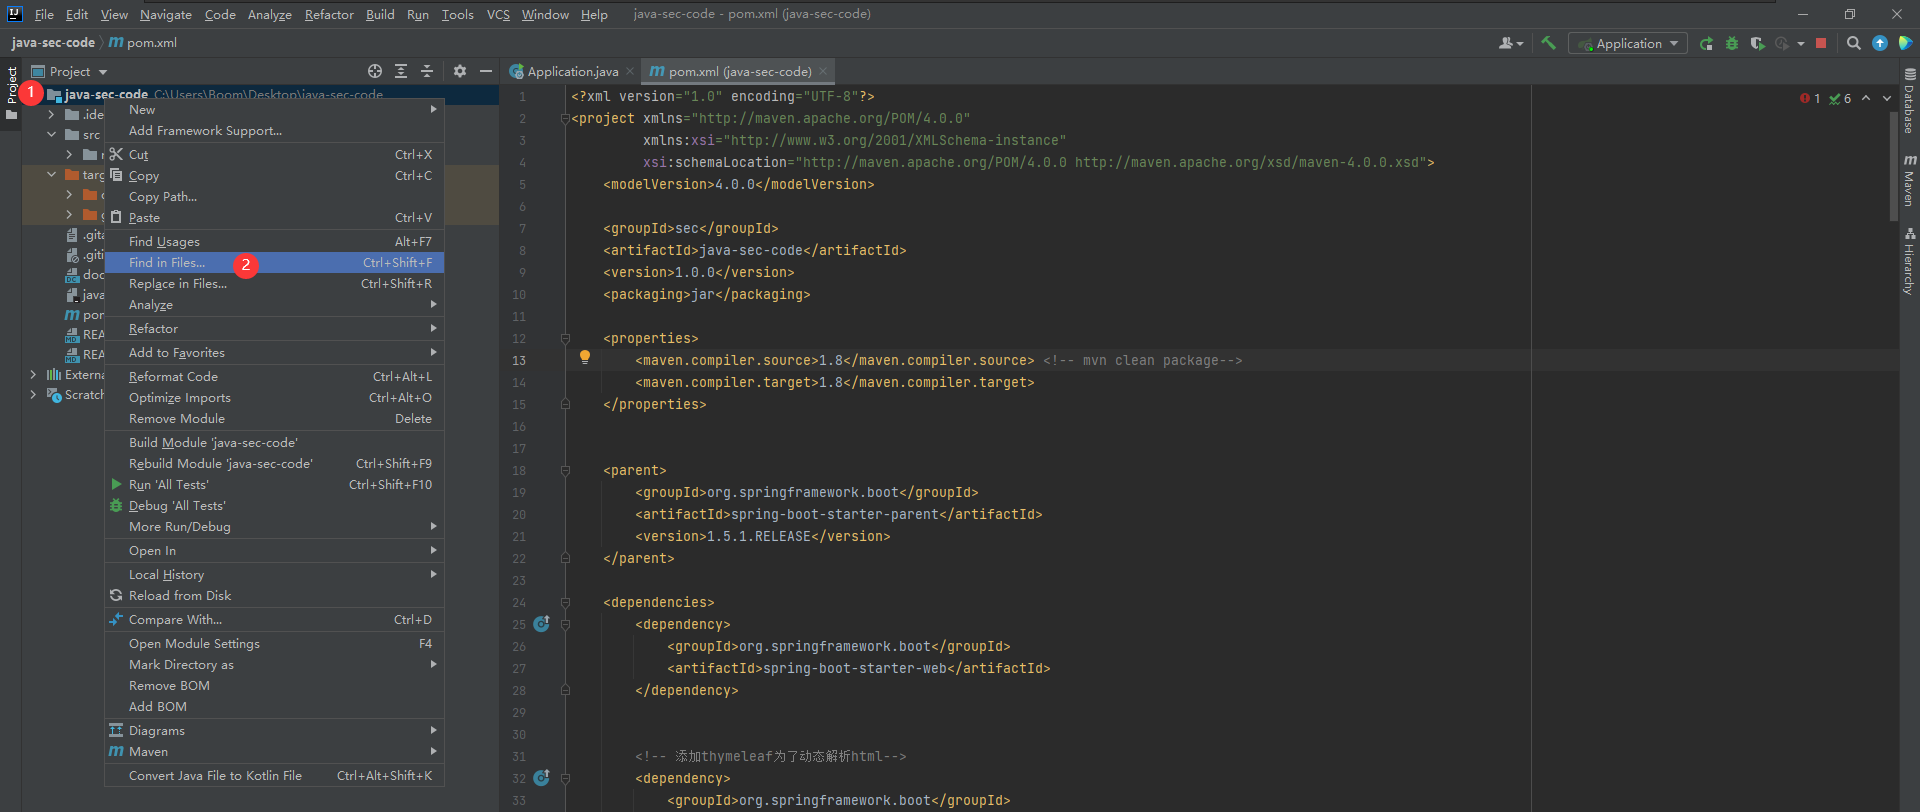 File Edit View Navigate Code Analyze Refactor Build Run Tools VCS Window Help java-sec-code - pom.xml (java-sec-code)
java-sec-code m pom.xml Application
Project Project Application.java m pom.xml (java-sec-code)
1 java-sec-code C:\Users\Boom\Desktop\java-sec-code
.ide
src
targ
.gita
.giti
doc
java
pom
REA
REA
Externa
Scratch
New
Add Framework Support...
Cut Ctrl+X
Copy Ctrl+C
Copy Path...
Paste Ctrl+V
Find Usages Alt+F7
Find in Files... 2 Ctrl+Shift+F
Replace in Files... Ctrl+Shift+R
Analyze
Refactor
Add to Favorites
Reformat Code Ctrl+Alt+L
Optimize Imports Ctrl+Alt+O
Remove Module Delete
Build Module 'java-sec-code'
Rebuild Module 'java-sec-code' Ctrl+Shift+F9
Run 'All Tests' Ctrl+Shift+F10
Debug 'All Tests'
More Run/Debug
Open In
Local History
Reload from Disk
Compare With... Ctrl+D
Open Module Settings F4
Mark Directory as
Remove BOM
Add BOM
Diagrams
m Maven
Convert Java File to Kotlin File Ctrl+Alt+Shift+K
1 <?xml version="1.0" encoding="UTF-8"?>
2 <project xmlns="http://maven.apache.org/POM/4.0.0"
3 xmlns:xsi="http://www.w3.org/2001/XMLSchema-instance"
4 xsi:schemaLocation="http://maven.apache.org/POM/4.0.0 http://maven.apache.org/xsd/maven-4.0.0.xsd">
5 <modelVersion>4.0.0</modelVersion>
6
7 <groupId>sec</groupId>
8 <artifactId>java-sec-code</artifactId>
9 <version>1.0.0</version>
10 <packaging>jar</packaging>
11
12 <properties>
13 <maven.compiler.source>1.8</maven.compiler.source> <!-- mvn clean package-->
14 <maven.compiler.target>1.8</maven.compiler.target>
15 </properties>
16
17
18 <parent>
19 <groupId>org.springframework.boot</groupId>
20 <artifactId>spring-boot-starter-parent</artifactId>
21 <version>1.5.1.RELEASE</version>
22 </parent>
23
24 <dependencies>
25 <dependency>
26 <groupId>org.springframework.boot</groupId>
27 <artifactId>spring-boot-starter-web</artifactId>
28 </dependency>
29
30
31 <!-- 添加thymeleaf为了动态解析html-->
32 <dependency>
33 <groupId>org.springframework.boot</groupId>
1 6
Database
m Maven
Hierarchy